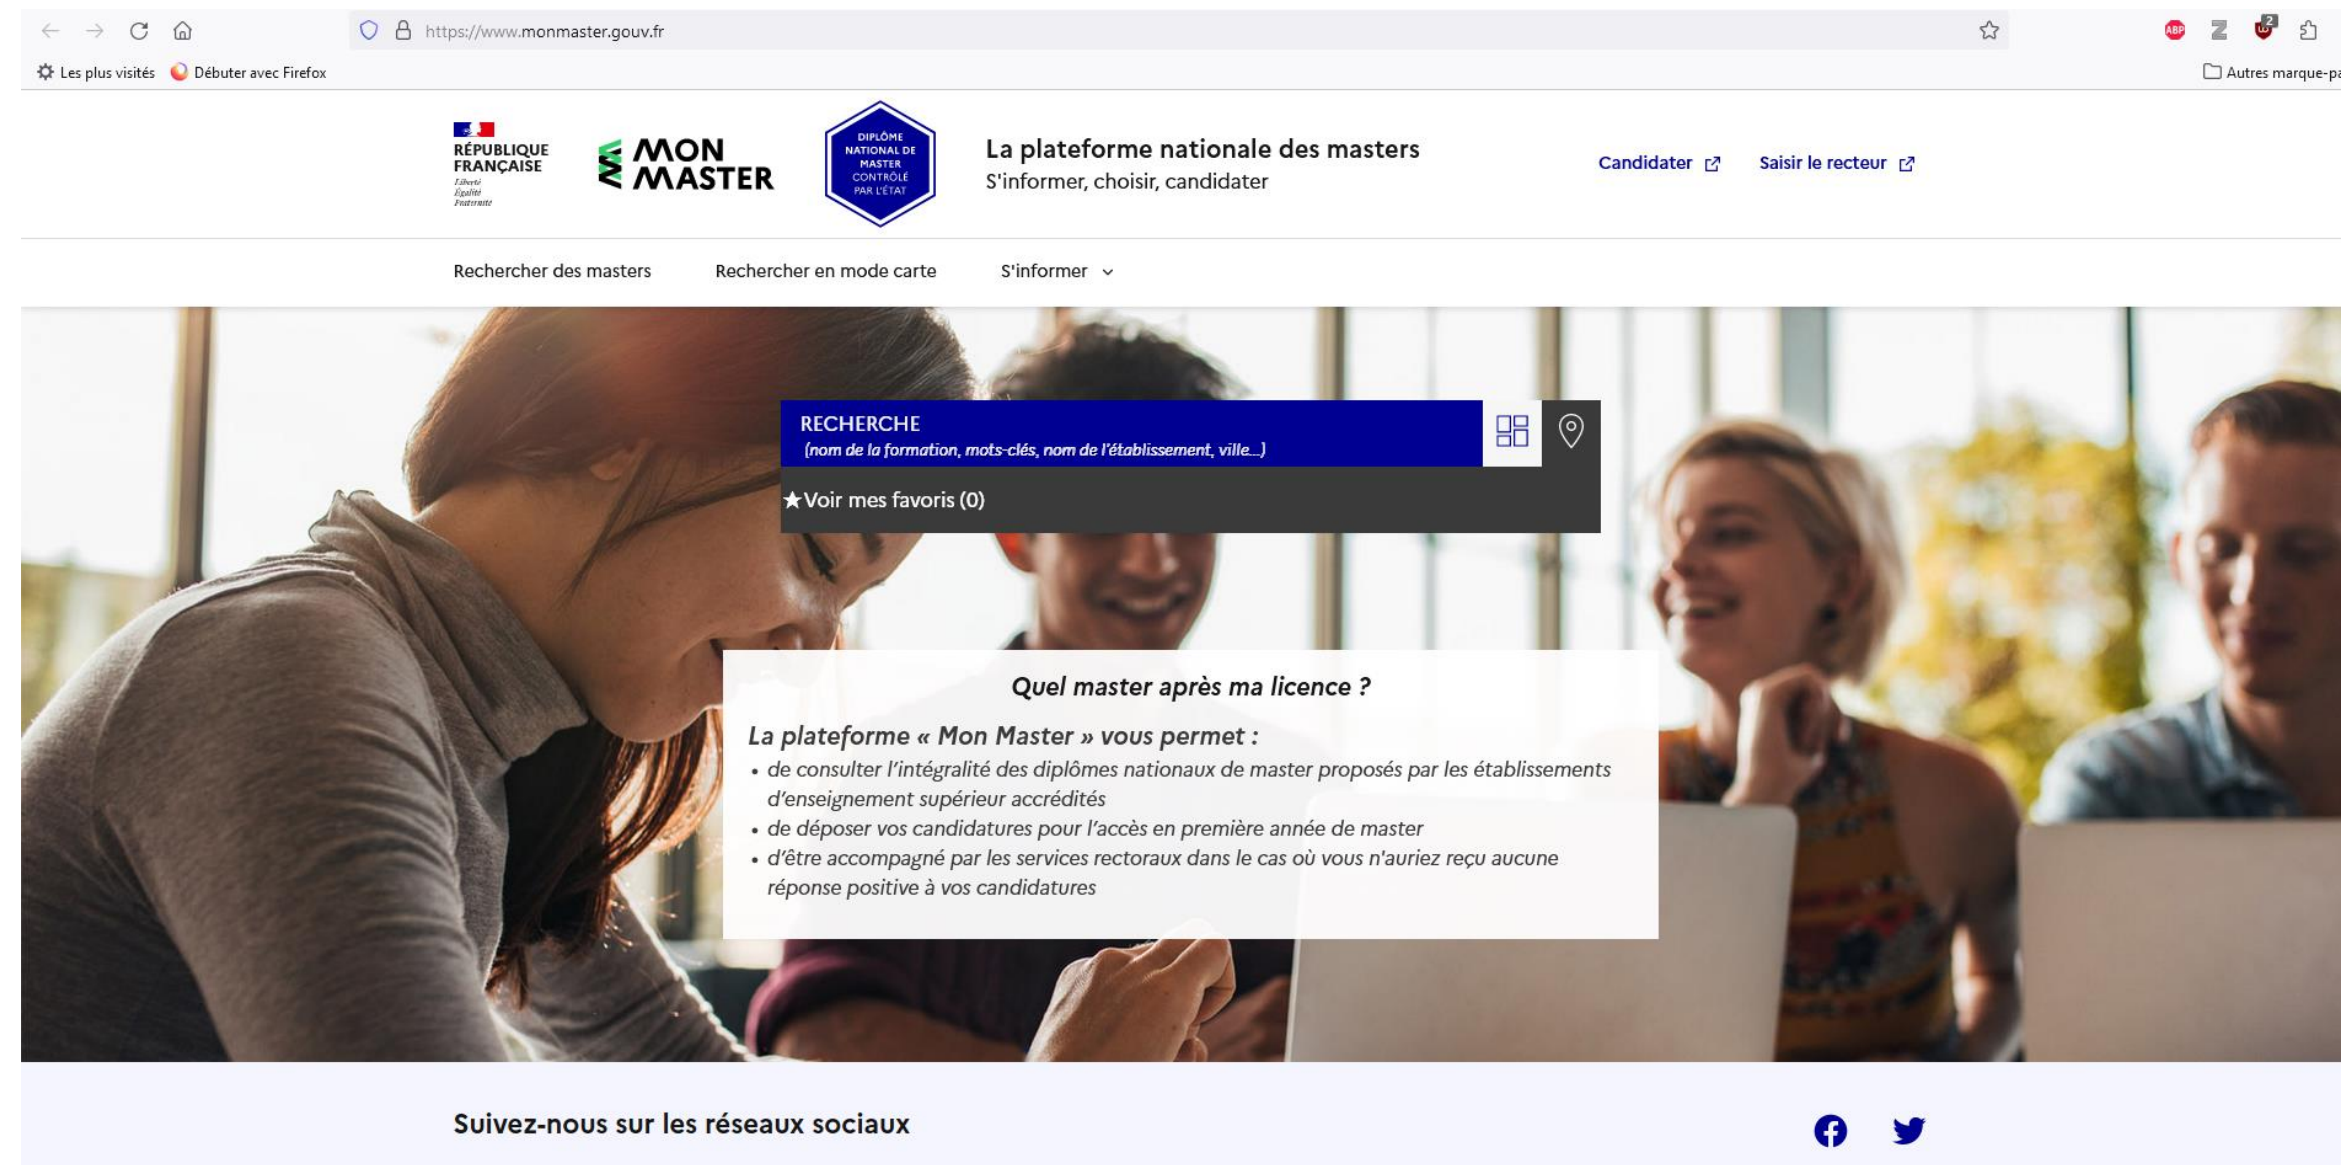 https://www.monmaster.gouv.fr
ABP
2
Les plus visités
Débuter avec Firefox
Autres marque-pa
RÉPUBLIQUE
FRANÇAISE
Liberté
Égalité
Fraternité
MON
MASTER
DIPLÔME
NATIONAL DE
MASTER
CONTRÔLÉ
PAR L'ÉTAT
La plateforme nationale des masters
S'informer, choisir, candidater
Candidater
Saisir le recteur
Rechercher des masters
Rechercher en mode carte
S'informer
RECHERCHE
(nom de la formation, mots-clés, nom de l'établissement, ville...)
★Voir mes favoris (0)
Quel master après ma licence ?
La plateforme « Mon Master » vous permet :
• de consulter l’intégralité des diplômes nationaux de master proposés par les établissements
d’enseignement supérieur accrédités
• de déposer vos candidatures pour l’accès en première année de master
• d’être accompagné par les services rectoraux dans le cas où vous n'auriez reçu aucune
réponse positive à vos candidatures
Suivez-nous sur les réseaux sociaux